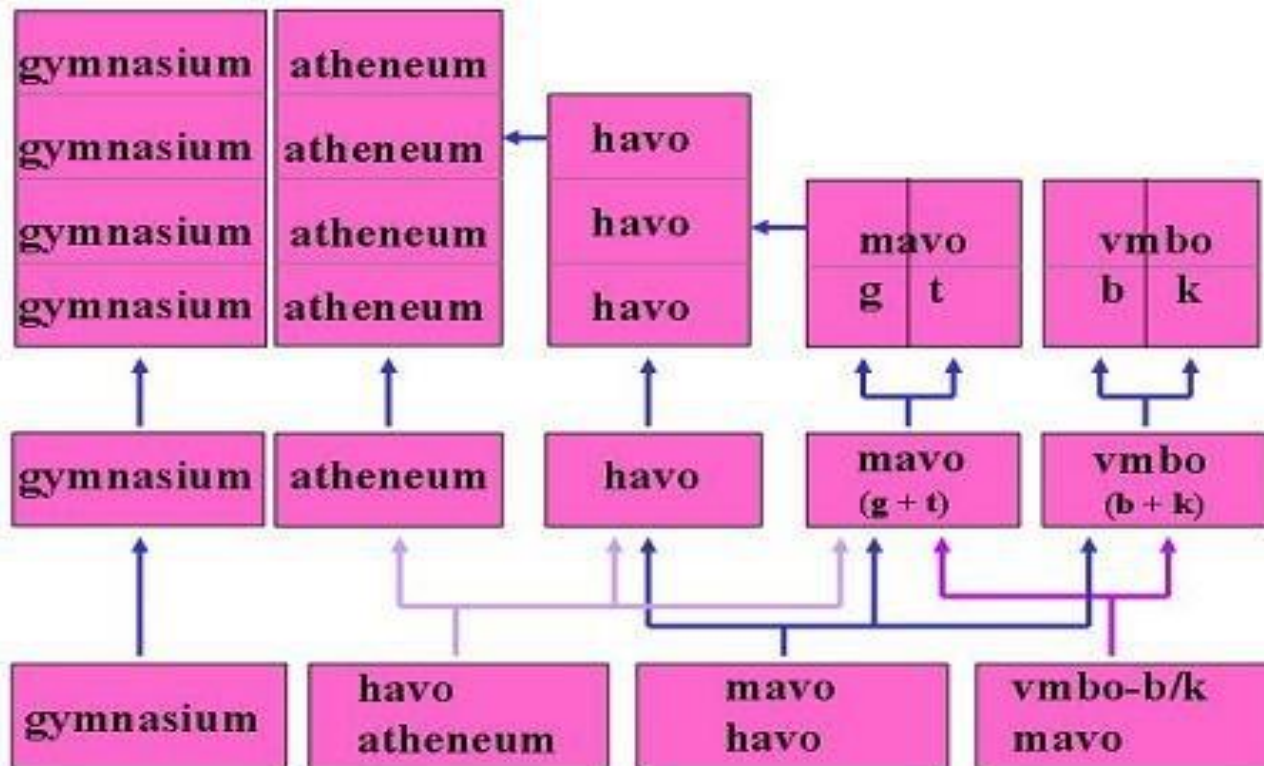 gymnasium
gymnasium
gymnasium
gymnasium
atheneum
atheneum
atheneum
atheneum
havo
havo
havo
mavo
g t
vmbo
b k
gymnasium
atheneum
havo
mavo
(g + t)
vmbo
(b + k)
gymnasium
havo
atheneum
mavo
havo
vmbo-b/k
mavo